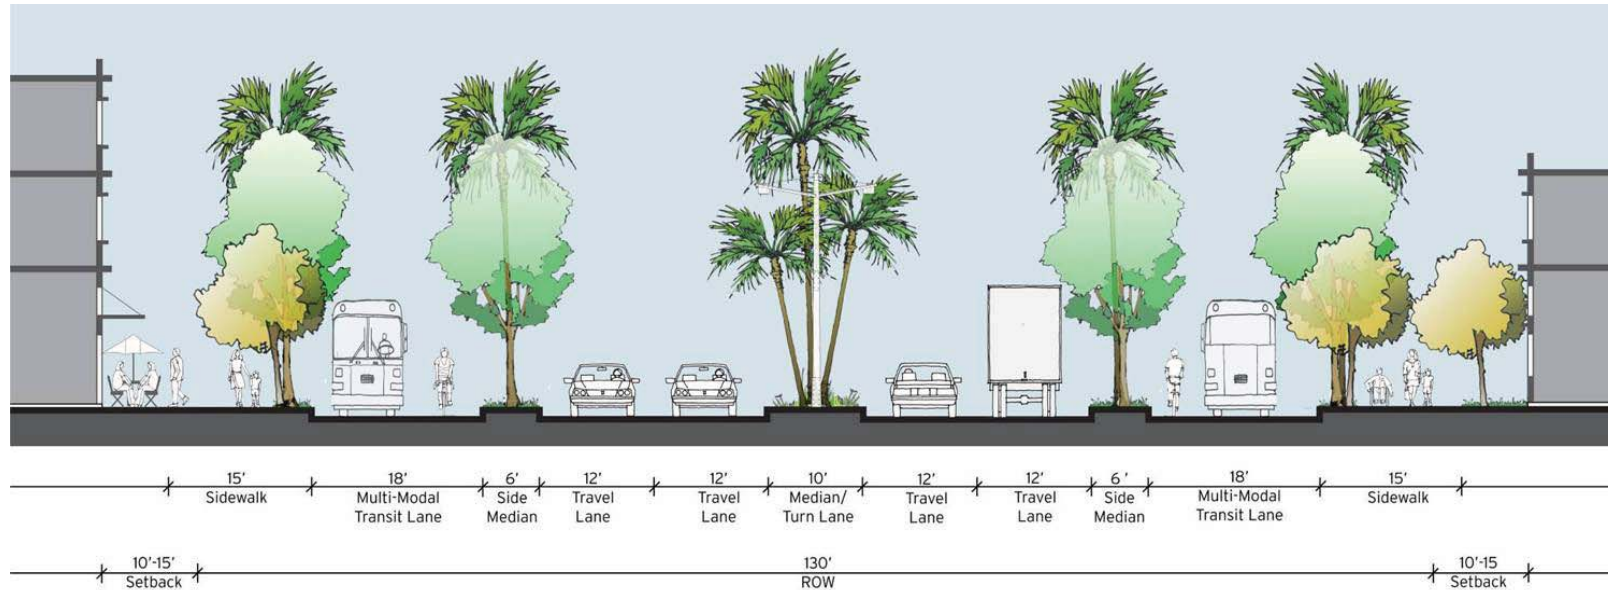 15' 18' 6' 12' 12' 10' 12' 12' 6 ' 18' 15'
Sidewalk Multi-Modal Side Travel Travel Median/ Travel Travel Side Multi-Modal Sidewalk
Transit Lane Median Lane Lane Turn Lane Lane Lane Median Transit Lane
10'-15' 130' 10'-15
Setback ROW Setback